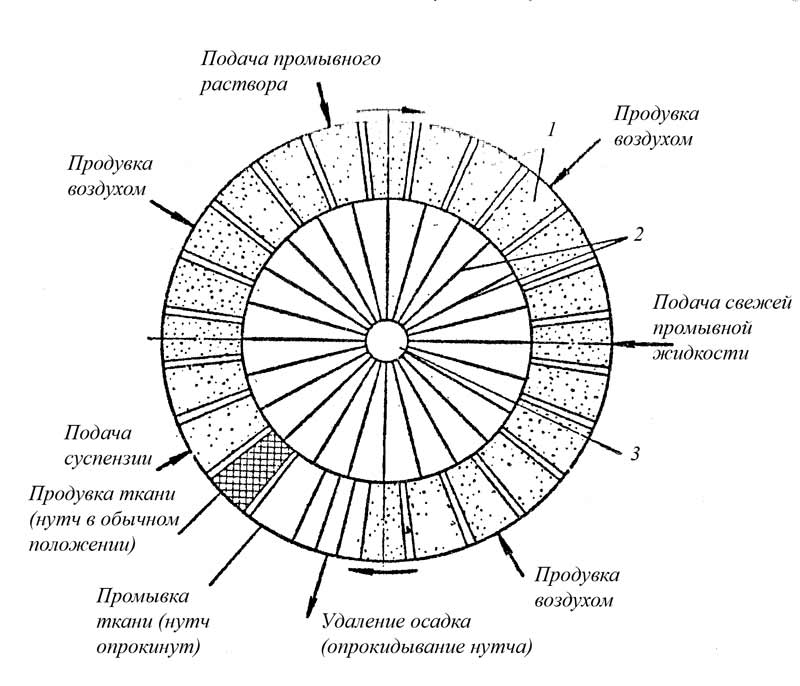 Подача промывного
раствора
1
Продувка
воздухом
Продувка
воздухом
2
Подача свежей
промывной
жидкости
Подача
суспензии
3
Продувка ткани
(нутч в обычном
положении)
Продувка
воздухом
Промывка
ткани (нутч
опрокинут)
Удаление осадка
(опрокидывание нутча)